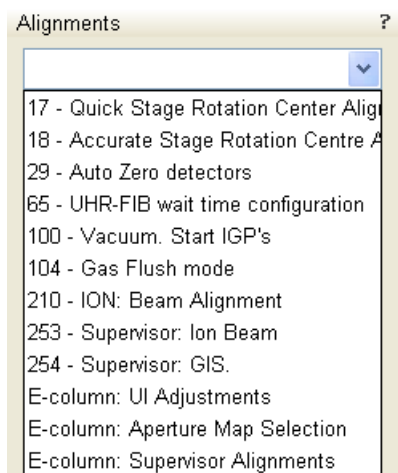 Alignments ?
17 - Quick Stage Rotation Center Alig
18 - Accurate Stage Rotation Centre A
29 - Auto Zero detectors
65 - UHR-FIB wait time configuration
100 - Vacuum. Start IGP's
104 - Gas Flush mode
210 - ION: Beam Alignment
253 - Supervisor: Ion Beam
254 - Supervisor: GIS.
E-column: UI Adjustments
E-column: Aperture Map Selection
E-column: Supervisor Alignments